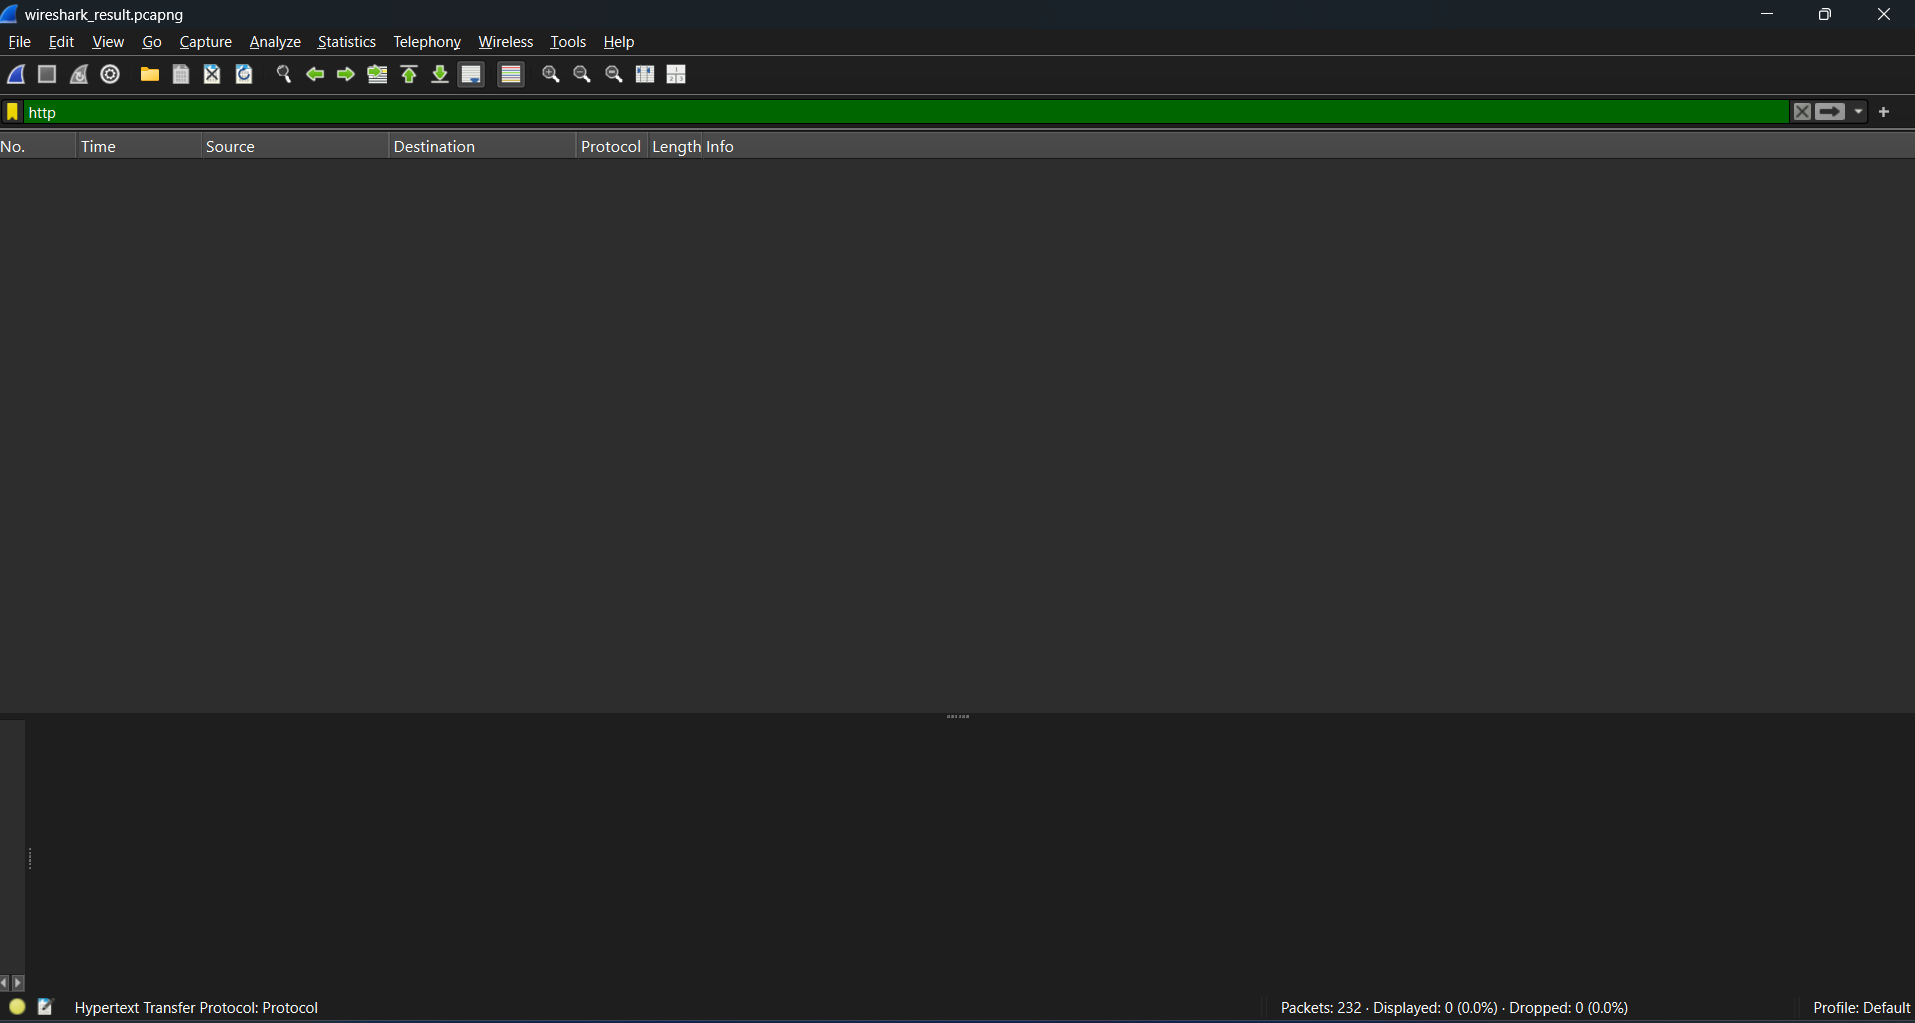 wireshark_result.pcapng
File Edit View Go Capture Analyze Statistics Telephony Wireless Tools Help
http
No. Time Source Destination Protocol Length Info
Hypertext Transfer Protocol: Protocol Packets: 232 · Displayed: 0 (0.0%) · Dropped: 0 (0.0%) Profile: Default